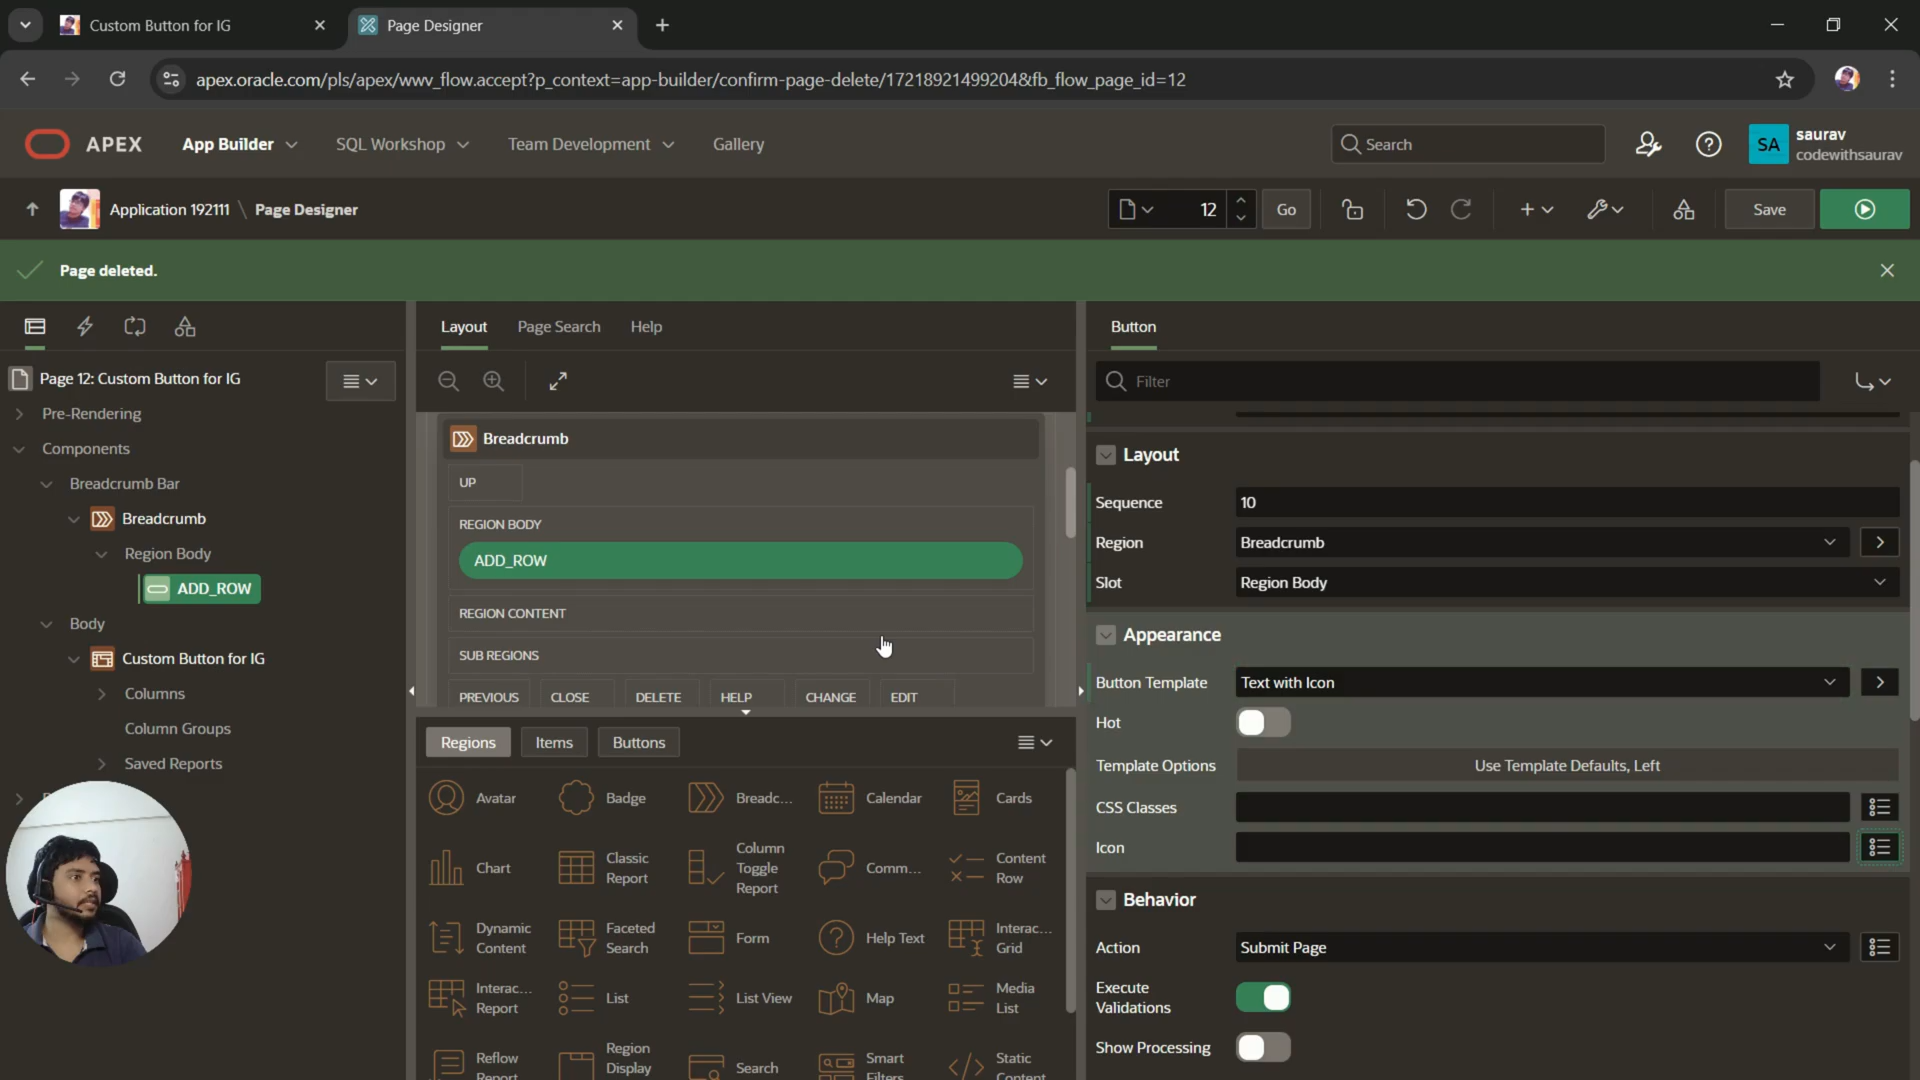 Custom Button for IG
Page Designer
apex.oracle.com/pls/apex/wwv_flow.accept?p_context=app-builder/confirm-page-delete/1721892149920​4&fb_flow_page_id=12
APEX App Builder SQL Workshop Team Development Gallery Search SA saurav
codewithsaurav
Application 192111 \ Page Designer 12 Go Save
Page deleted.
Layout Page Search Help
Button
Page 12: Custom Button for IG
Filter
Pre-Rendering
Components
Breadcrumb Bar
Breadcrumb
Region Body
ADD_ROW
Body
Custom Button for IG
Columns
Column Groups
Saved Reports
Breadcrumb
UP
REGION BODY
ADD_ROW
REGION CONTENT
SUB REGIONS
PREVIOUS CLOSE DELETE HELP CHANGE EDIT
Regions Items Buttons
Avatar Badge Breadc... Calendar Cards
Chart Classic Report Column Toggle Report Comm... Content Row
Dynamic Content Faceted Search Form Help Text Interac... Grid
Interac... Report List List View Map Media List
Reflow Report Region Display Search Smart Filters Static Content
Layout
Sequence 10
Region Breadcrumb
Slot Region Body
Appearance
Button Template Text with Icon
Hot
Template Options Use Template Defaults, Left
CSS Classes
Icon
Behavior
Action Submit Page
Execute
Validations
Show Processing